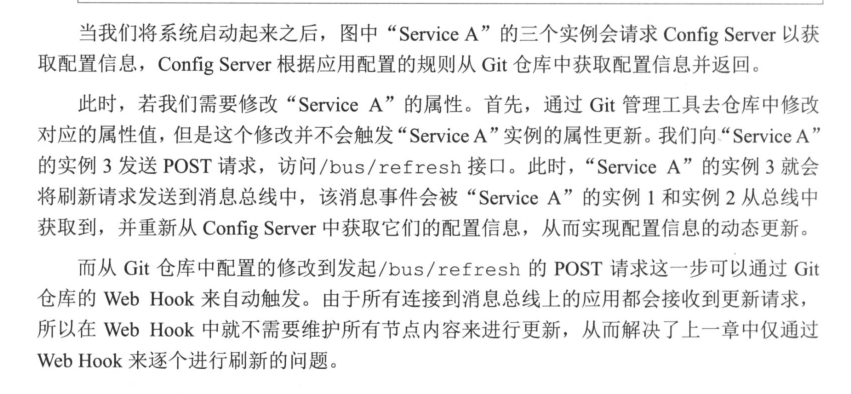 当我们将系统启动起来之后，图中“Service A”的三个实例会请求 Config Server 以获
取配置信息，Config Server 根据应用配置的规则从 Git 仓库中获取配置信息并返回。
此时，若我们需要修改“Service A”的属性。首先，通过 Git 管理工具去仓库中修改
对应的属性值，但是这个修改并不会触发“Service A”实例的属性更新。我们向“Service A”
的实例 3 发送 POST 请求，访问/bus/refresh 接口。此时，“Service A”的实例 3 就会
将刷新请求发送到消息总线中，该消息事件会被“Service A”的实例 1 和实例 2 从总线中
获取到，并重新从 Config Server 中获取它们的配置信息，从而实现配置信息的动态更新。
而从 Git 仓库中配置的修改到发起/bus/refresh 的 POST 请求这一步可以通过 Git
仓库的 Web Hook 来自动触发。由于所有连接到消息总线上的应用都会接收到更新请求，
所以在 Web Hook 中就不需要维护所有节点内容来进行更新，从而解决了上一章中仅通过
Web Hook 来逐个进行刷新的问题。